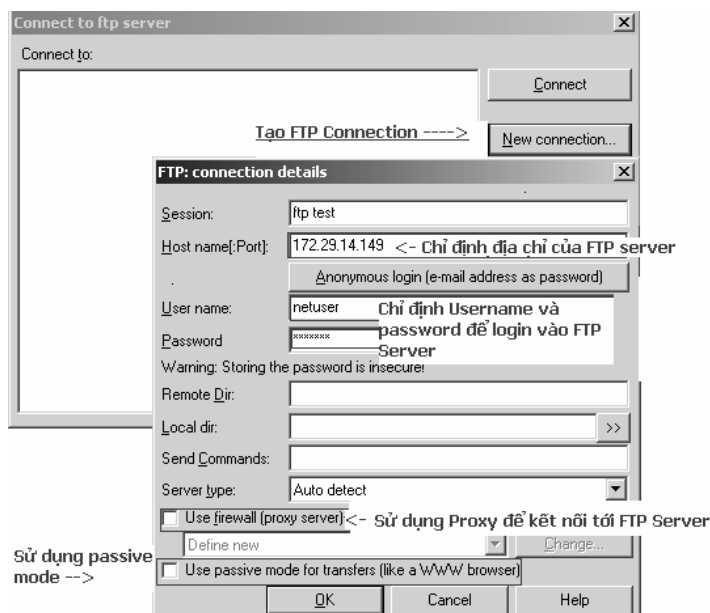 Connect to ftp server
Connect to:
Connect
Tạo FTP Connection ---->
New connection...
FTP: connection details
Session:
ftp test
Host name[:Port]:
172.29.14.149
<- Chỉ định địa chỉ của FTP server
Anonymous login (e-mail address as password)
User name:
netuser
Chỉ định Username và
password để login vào FTP
Server
Password
*******
Warning: Storing the password is insecure!
Remote Dir:
Local dir:
>>
Send Commands:
Server type:
Auto detect
Use firewall (proxy server)
<- Sử dụng Proxy để kết nối tới FTP Server
Define new
Change...
Sử dụng passive
mode -->
Use passive mode for transfers (like a WWW browser)
OK
Cancel
Help